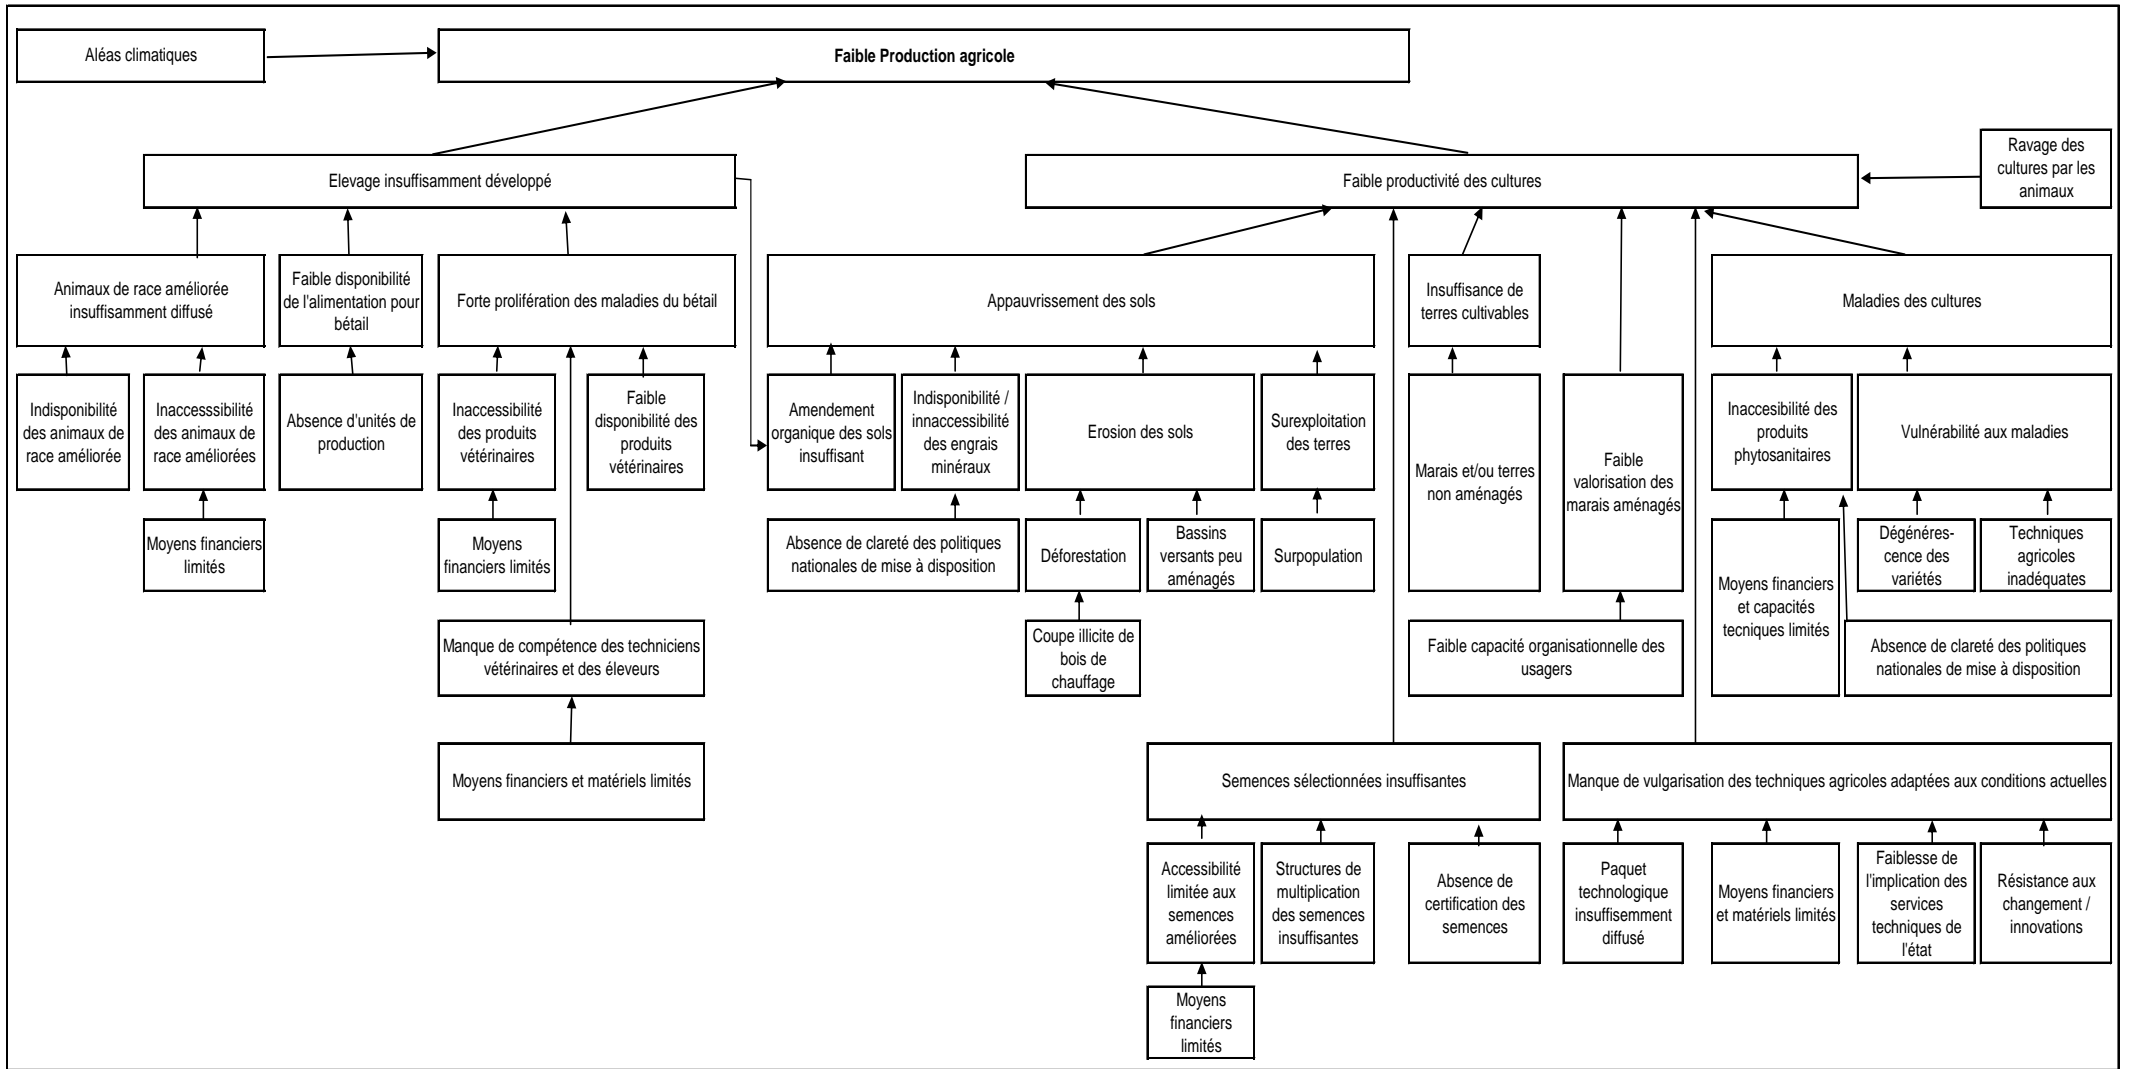 Aléas climatiques
Faible Production agricole
Ravage des
cultures par les
animaux
Elevage insuffisamment développé
Faible productivité des cultures
Animaux de race améliorée
insuffisamment diffusé
Faible disponibilité
de l'alimentation pour
bétail
Forte prolifération des maladies du bétail
Appauvrissement des sols
Insuffisance de
terres cultivables
Maladies des cultures
Indisponibilité
des animaux de
race améliorée
Inaccesssibilité
des animaux de
race améliorées
Absence d'unités de
production
Inaccessibilité
des produits
vétérinaires
Faible
disponibilité des
produits
vétérinaires
Amendement
organique des sols
insuffisant
Indisponibilité /
innaccessibilité
des engrais
minéraux
Erosion des sols
Surexploitation
des terres
Marais et/ou terres
non aménagés
Faible
valorisation des
marais aménagés
Inaccesibilité des
produits
phytosanitaires
Vulnérabilité aux maladies
Moyens financiers
limités
Moyens
financiers limités
Absence de clareté des politiques
nationales de mise à disposition
Déforestation
Bassins
versants peu
aménagés
Surpopulation
Moyens financiers
et capacités
tecniques limités
Dégénéres-
cence des
variétés
Techniques
agricoles
inadéquates
Manque de compétence des techniciens
vétérinaires et des éleveurs
Coupe illicite de
bois de
chauffage
Faible capacité organisationnelle des
usagers
Absence de clareté des politiques
nationales de mise à disposition
Moyens financiers et matériels limités
Semences sélectionnées insuffisantes
Manque de vulgarisation des techniques agricoles adaptées aux conditions actuelles
Accessibilité
limitée aux
semences
améliorées
Structures de
multiplication
des semences
insuffisantes
Absence de
certification des
semences
Paquet
technologique
insuffisemment
diffusé
Moyens financiers
et matériels limités
Faiblesse de
l'implication des
services
techniques de
l'état
Résistance aux
changement /
innovations
Moyens
financiers
limités